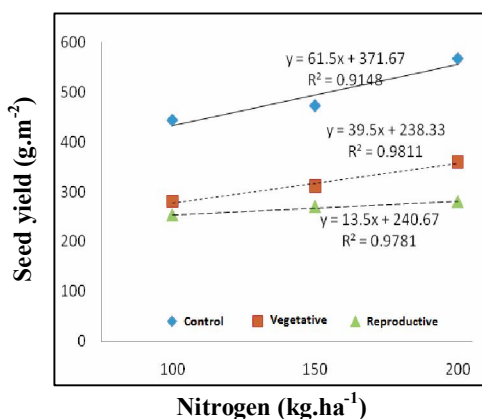 600
500
400
300
200
100
0
y = 61.5x + 371.67
R² = 0.9148
y = 39.5x + 238.33
R² = 0.9811
y = 13.5x + 240.67
R² = 0.9781
Control Vegetative Reproductive
100 150 200
Seed yield (g.m⁻²)
Nitrogen (kg.ha⁻¹)